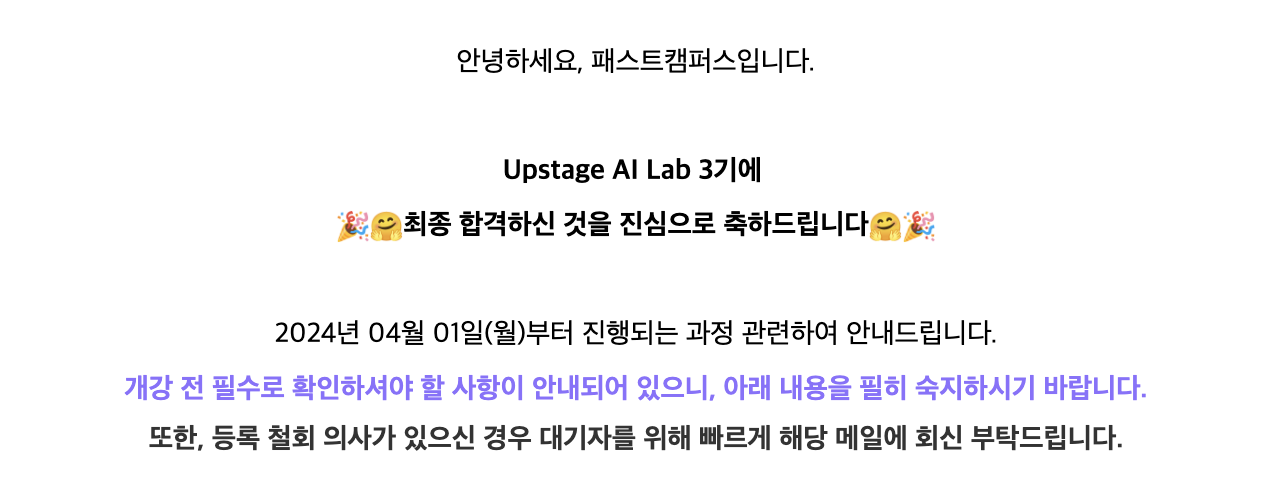 안녕하세요, 패스트캠퍼스입니다.
Upstage AI Lab 3기에
🎉🤗최종 합격하신 것을 진심으로 축하드립니다🤗🎉
2024년 04월 01일(월)부터 진행되는 과정 관련하여 안내드립니다.
개강 전 필수로 확인하셔야 할 사항이 안내되어 있으니, 아래 내용을 필히 숙지하시기 바랍니다.
또한, 등록 철회 의사가 있으신 경우 대기자를 위해 빠르게 해당 메일에 회신 부탁드립니다.